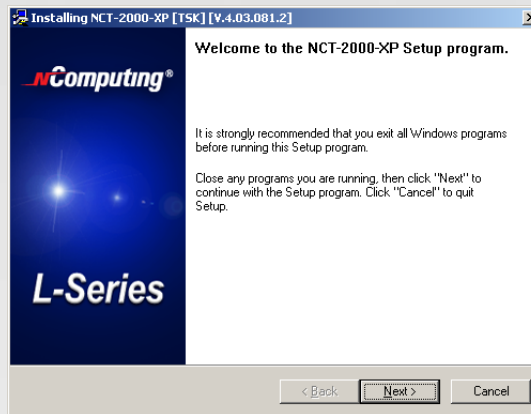 Installing NCT-2000-XP [TSK] [V.4.03.081.2]
NComputing®
L-Series
Welcome to the NCT-2000-XP Setup program.
It is strongly recommended that you exit all Windows programs
before running this Setup program.
Close any programs you are running, then click "Next" to
continue with the Setup program. Click "Cancel" to quit
Setup.
< Back
Next >
Cancel